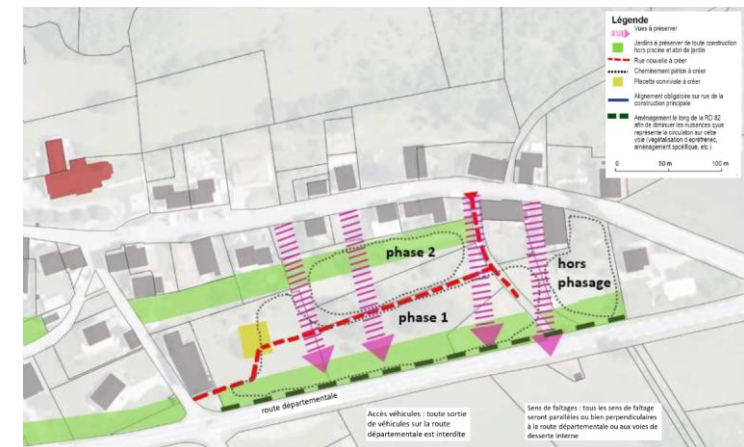 Légende
Vues à préserver
Jardins à préserver de toute construction
hors piscine et abri de jardin
Rue nouvelle à créer
Cheminement piéton à créer
Placette conviviale à créer
Alignement obligatoire sur rue de la
construction principale
Aménagement le long de la RD 82
afin de diminuer les nuisances que
représente la circulation sur cette
voie (végétalisation
aménagement spécifique, etc.)
0 50 m 100 m
phase 2
hors
phasage
phase 1
route départementale
Accès véhicules : toute sortie
de véhicules sur la route
départementale est interdite
Sens de faîtages : tous les sens de faîtage
seront parallèles ou bien perpendiculaires
à la route départementale ou aux voies de
desserte interne